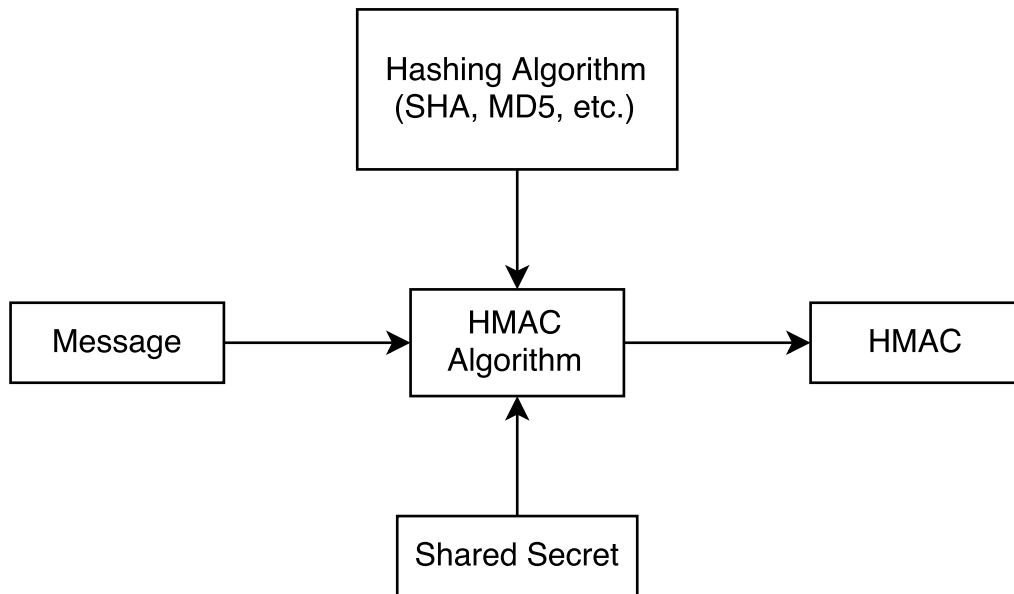 Hashing Algorithm
(SHA, MD5, etc.)
Message
HMAC
Algorithm
HMAC
Shared Secret